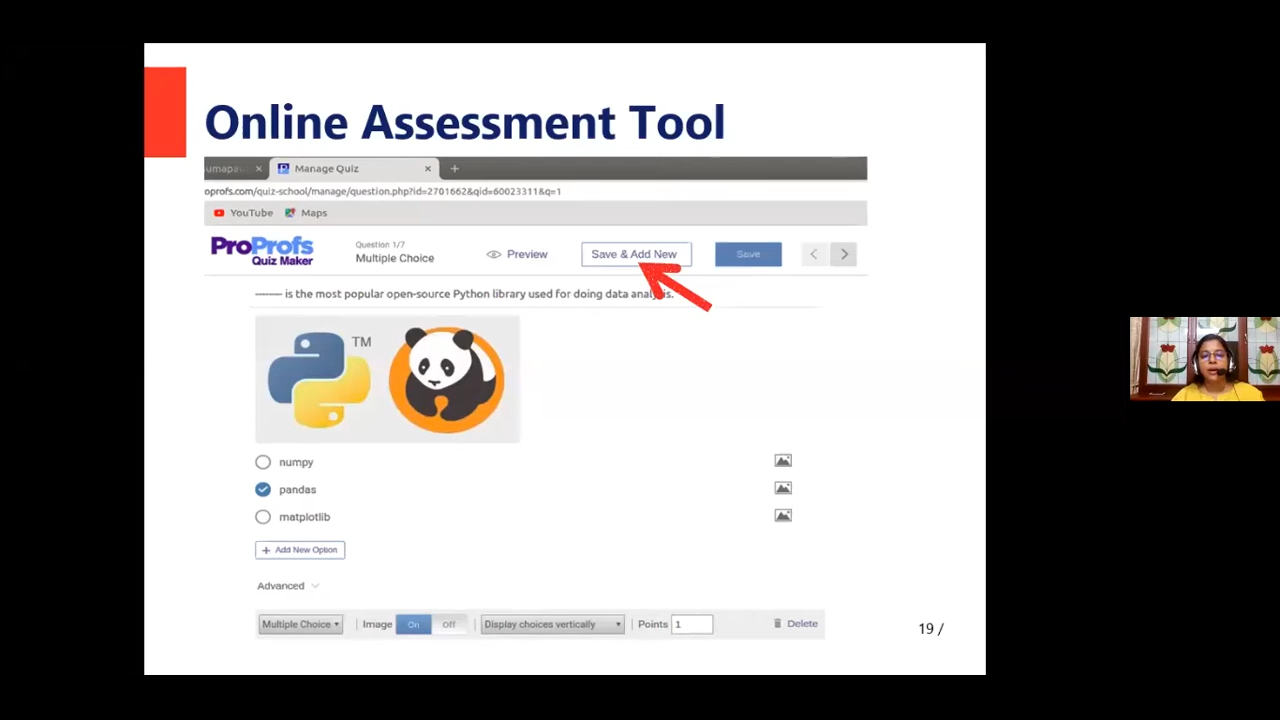 Online Assessment Tool
Manage Quiz
oprofs.com/quiz-school/manage/question.php?id=2701662&qid=60023311&q=1
YouTube Maps
ProProfs
Quiz Maker
Question 1/7
Multiple Choice
Preview
Save & Add New
Save
-------- is the most popular open-source Python library used for doing data analysis.
TM
numpy
pandas
matplotlib
+ Add New Option
Advanced
Multiple Choice Image On Off Display choices vertically Points 1 Delete
19 /